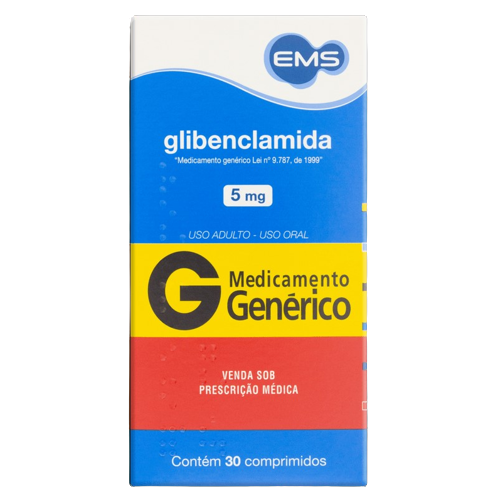 EMS
glibenclamida
"Medicamento genérico Lei nº 9.787, de 1999"
5 mg
USO ADULTO - USO ORAL
G Medicamento
Genérico
VENDA SOB
PRESCRIÇÃO MÉDICA
Contém 30 comprimidos